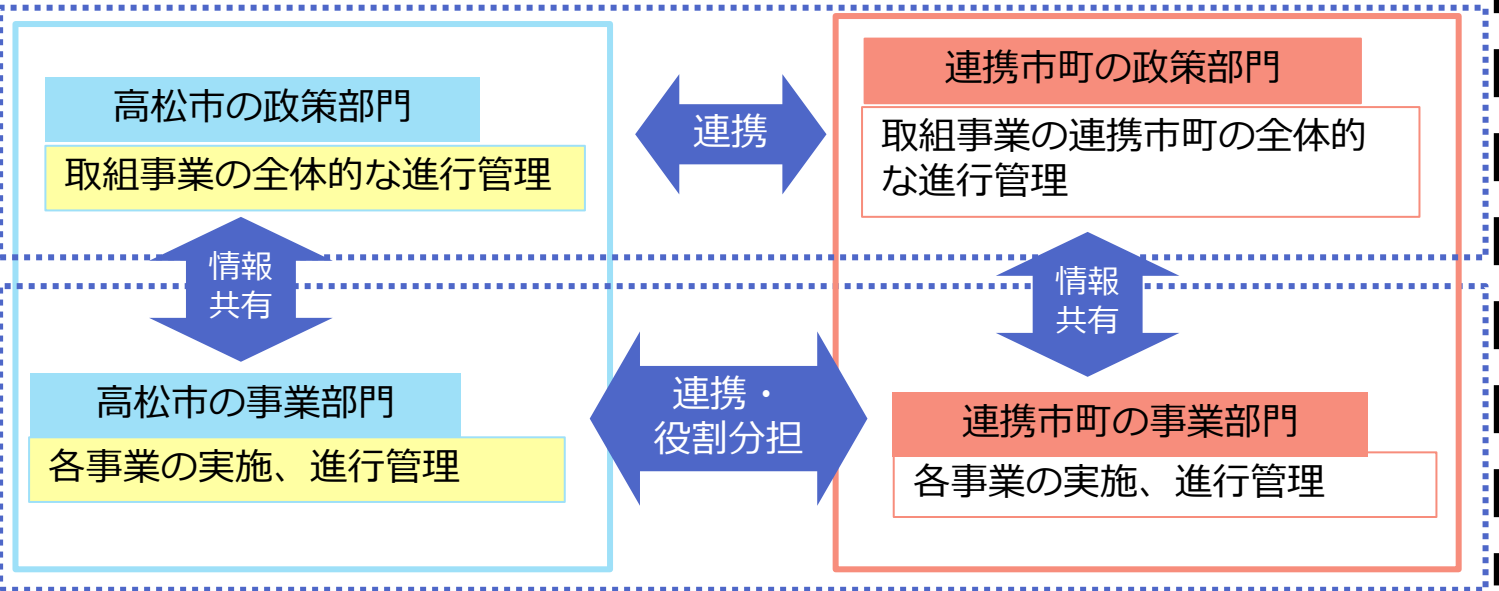 高松市の政策部門
取組事業の全体的な進行管理
連携
連携市町の政策部門
取組事業の連携市町の全体的
な進行管理
情報
共有
情報
共有
高松市の事業部門
各事業の実施、進行管理
連携・
役割分担
連携市町の事業部門
各事業の実施、進行管理